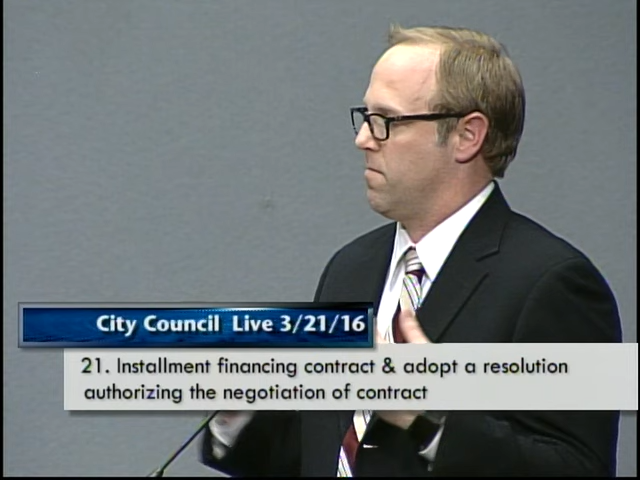 City Council Live 3/21/16
21. Installment financing contract & adopt a resolution
authorizing the negotiation of contract